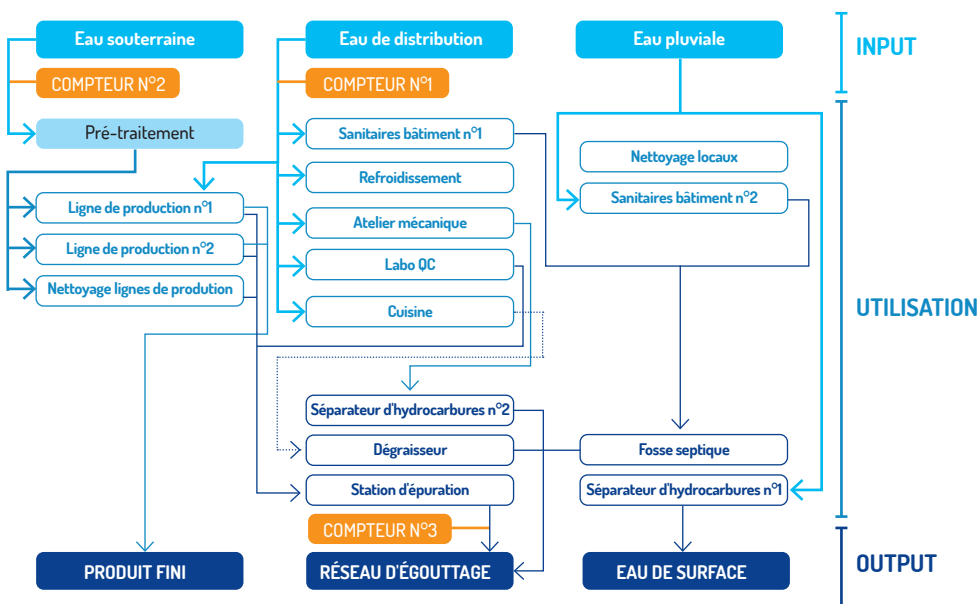 Eau souterraine
Eau de distribution
Eau pluviale
INPUT
COMPTEUR N°2
COMPTEUR N°1
Pré-traitement
Sanitaires bâtiment n°1
Nettoyage locaux
Refroidissement
Sanitaires bâtiment n°2
Ligne de production n°1
Atelier mécanique
Ligne de production n°2
Labo QC
Nettoyage lignes de prodution
Cuisine
UTILISATION
Séparateur d'hydrocarbures n°2
Dégraisseur
Fosse septique
Station d'épuration
Séparateur d'hydrocarbures n°1
COMPTEUR N°3
PRODUIT FINI
RÉSEAU D'ÉGOUTTAGE
EAU DE SURFACE
OUTPUT